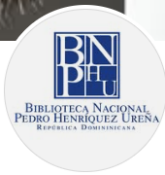 BN
PHU
BIBLIOTECA NACIONAL
PEDRO HENRÍQUEZ UREÑA
REPÚBLICA DOMINICANA